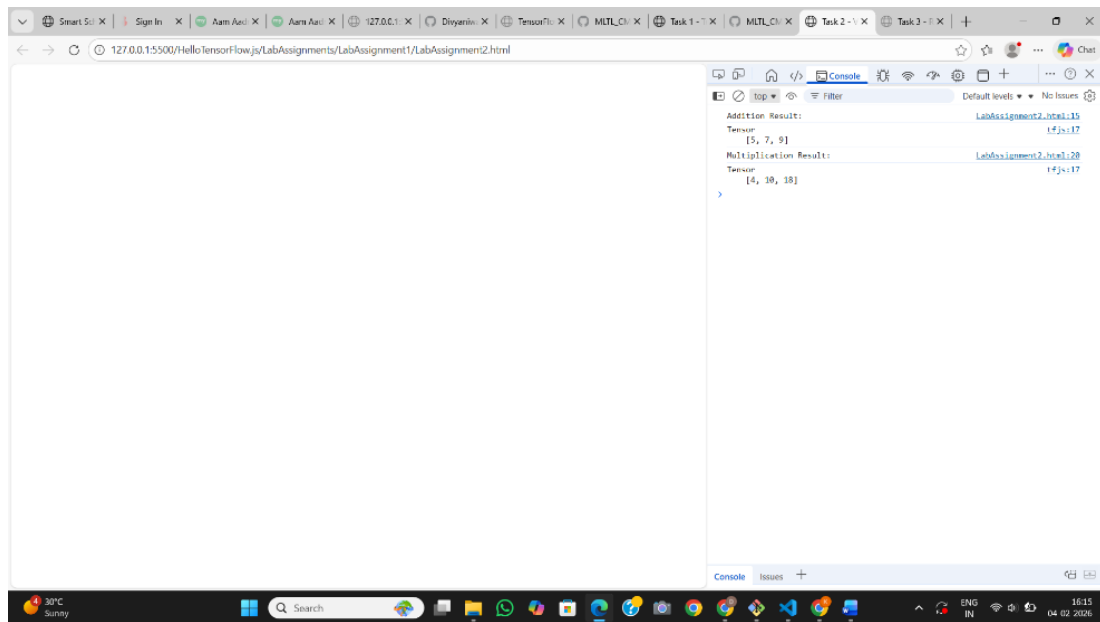 Smart Sch
Sign In
Aam Aad
Aam Aad
127.0.0.1:
Divyaniw
TensorFlo
MLTL_CM
Task 1 - T
MLTL_CM
Task 2 - V
Task 3 - R
127.0.0.1:5500/HelloTensorFlow.js/LabAssignments/LabAssignment1/LabAssignment2.html
Chat
Console
top
Filter
Default levels
No Issues
Addition Result: LabAssignment2.html:15
Tensor tfjs:17
[5, 7, 9]
Multiplication Result: LabAssignment2.html:20
Tensor tfjs:17
[4, 10, 18]
Console Issues
4
30°C
Sunny
Search
ENG
IN
16:15
04-02-2026